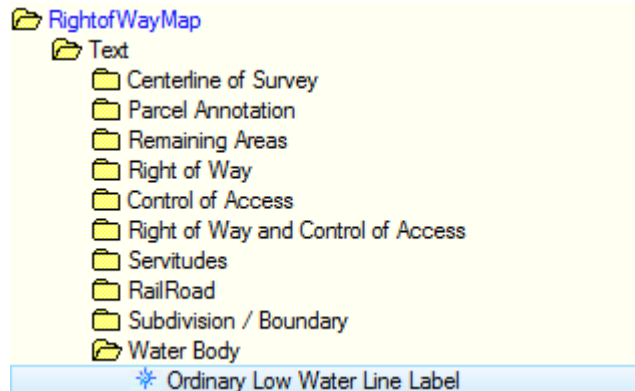 RightofWayMap
Text
Centerline of Survey
Parcel Annotation
Remaining Areas
Right of Way
Control of Access
Right of Way and Control of Access
Servitudes
RailRoad
Subdivision / Boundary
Water Body
Ordinary Low Water Line Label